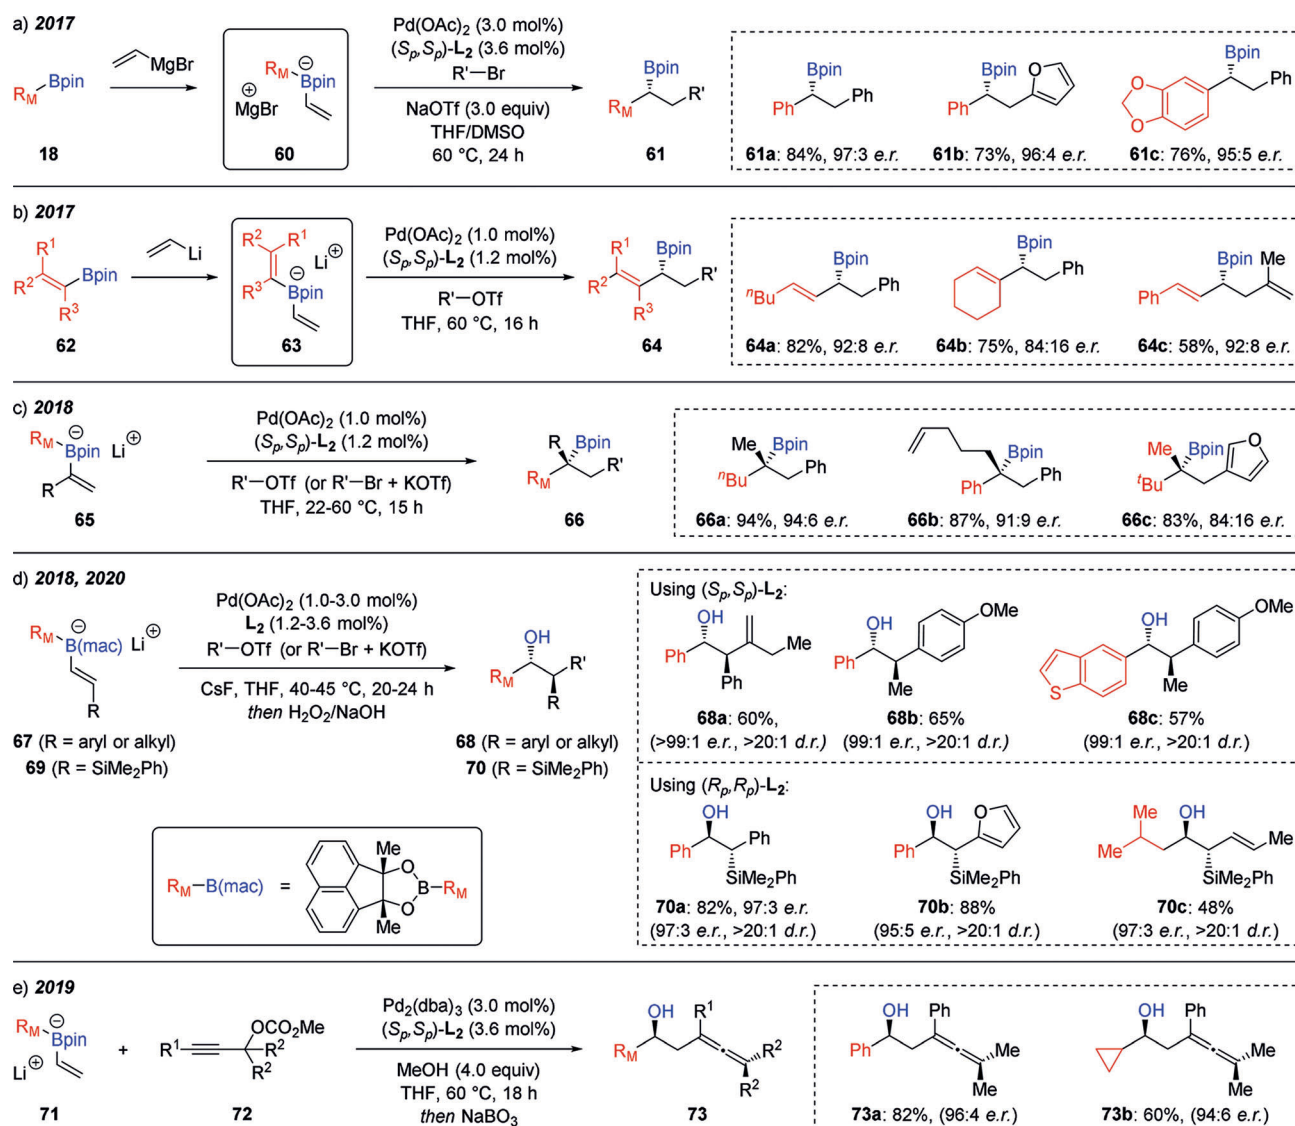 a) 2017
R_M Bpin
18
MgBr
R_M ⊖
Bpin
⊕
MgBr
60
Pd(OAc)2 (3.0 mol%)
(Sp,Sp)-L2 (3.6 mol%)
R'—Br
NaOTf (3.0 equiv)
THF/DMSO
60 °C, 24 h
Bpin
R_M R'
61
Bpin
Ph Ph
61a: 84%, 97:3 e.r.
Bpin O
Ph
61b: 73%, 96:4 e.r.
Bpin
O Ph
O
61c: 76%, 95:5 e.r.
b) 2017
R1
R2 Bpin
R3
62
Li
R2 R1
Li⊕
R3 ⊖
Bpin
63
Pd(OAc)2 (1.0 mol%)
(Sp,Sp)-L2 (1.2 mol%)
R'—OTf
THF, 60 °C, 16 h
R1 Bpin
R2 R'
R3
64
Bpin
nBu Ph
64a: 82%, 92:8 e.r.
Bpin
Ph
64b: 75%, 84:16 e.r.
Bpin Me
Ph
64c: 58%, 92:8 e.r.
c) 2018
R_M ⊖
Bpin Li⊕
R
65
Pd(OAc)2 (1.0 mol%)
(Sp,Sp)-L2 (1.2 mol%)
R'—OTf (or R'—Br + KOTf)
THF, 22-60 °C, 15 h
R Bpin
R_M R'
66
Me Bpin
nBu Ph
66a: 94%, 94:6 e.r.
Bpin
Ph Ph
66b: 87%, 91:9 e.r.
Me Bpin O
tBu
66c: 83%, 84:16 e.r.
d) 2018, 2020
R_M ⊖
B(mac) Li⊕
R
67 (R = aryl or alkyl)
69 (R = SiMe2Ph)
Pd(OAc)2 (1.0-3.0 mol%)
L2 (1.2-3.6 mol%)
R'—OTf (or R'—Br + KOTf)
CsF, THF, 40-45 °C, 20-24 h
then H2O2/NaOH
OH
R_M R'
R
68 (R = aryl or alkyl)
70 (R = SiMe2Ph)
R_M—B(mac) =
Me
O
B—R_M
O
Me
Using (Sp,Sp)-L2:
OH
Ph Et
Ph
68a: 60%,
(>99:1 e.r., >20:1 d.r.)
OH OMe
Ph
Me
68b: 65%
(99:1 e.r., >20:1 d.r.)
OH OMe
S Me
68c: 57%
(99:1 e.r., >20:1 d.r.)
Using (Rp,Rp)-L2:
OH
Ph Ph
SiMe2Ph
70a: 82%, 97:3 e.r.
(97:3 e.r., >20:1 d.r.)
OH O
Ph
SiMe2Ph
70b: 88%
(95:5 e.r., >20:1 d.r.)
Me OH
Me Me
SiMe2Ph
70c: 48%
(97:3 e.r., >20:1 d.r.)
e) 2019
R_M ⊖
Bpin
Li⊕
71
+
OCO2Me
R1 R2
R2
72
Pd2(dba)3 (3.0 mol%)
(Sp,Sp)-L2 (3.6 mol%)
MeOH (4.0 equiv)
THF, 60 °C, 18 h
then NaBO3
OH R1
R_M R2
R2
73
OH Ph
Ph Me
Me
73a: 82%, (96:4 e.r.)
OH Ph
Me
Me
73b: 60%, (94:6 e.r.)